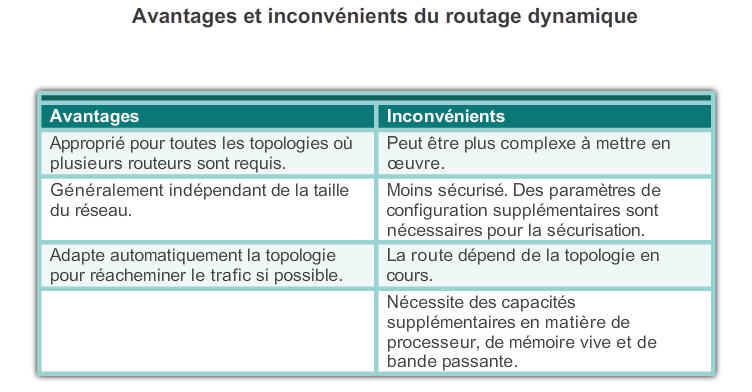 Avantages et inconvénients du routage dynamique
Avantages
Inconvénients
Approprié pour toutes les topologies où
plusieurs routeurs sont requis.
Peut être plus complexe à mettre en
œuvre.
Généralement indépendant de la taille
du réseau.
Moins sécurisé. Des paramètres de
configuration supplémentaires sont
nécessaires pour la sécurisation.
Adapte automatiquement la topologie
pour réacheminer le trafic si possible.
La route dépend de la topologie en
cours.
Nécessite des capacités
supplémentaires en matière de
processeur, de mémoire vive et de
bande passante.